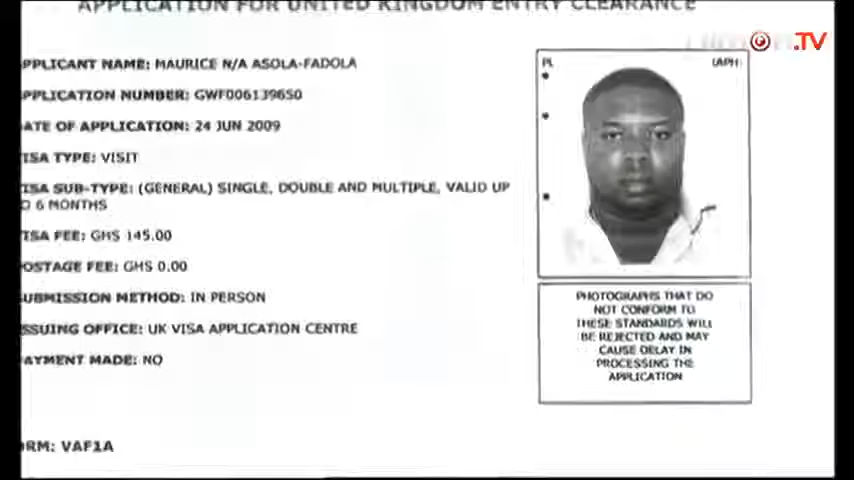 APPLICATION FOR UNITED KINGDOM ENTRY CLEARANCE
.TV
PPLICANT NAME: MAURICE N/A ASOLA-FADOLA
PL
(APH)
PPLICATION NUMBER: GWF006139650
ATE OF APPLICATION: 24 JUN 2009
ISA TYPE: VISIT
ISA SUB-TYPE: (GENERAL) SINGLE, DOUBLE AND MULTIPLE, VALID UP
O 6 MONTHS
ISA FEE: GHS 145.00
OSTAGE FEE: GHS 0.00
UBMISSION METHOD: IN PERSON
SSUING OFFICE: UK VISA APPLICATION CENTRE
AYMENT MADE: NO
PHOTOGRAPHS THAT DO
NOT CONFORM TO
THESE STANDARDS WILL
BE REJECTED AND MAY
CAUSE DELAY IN
PROCESSING THE
APPLICATION
RM: VAF1A